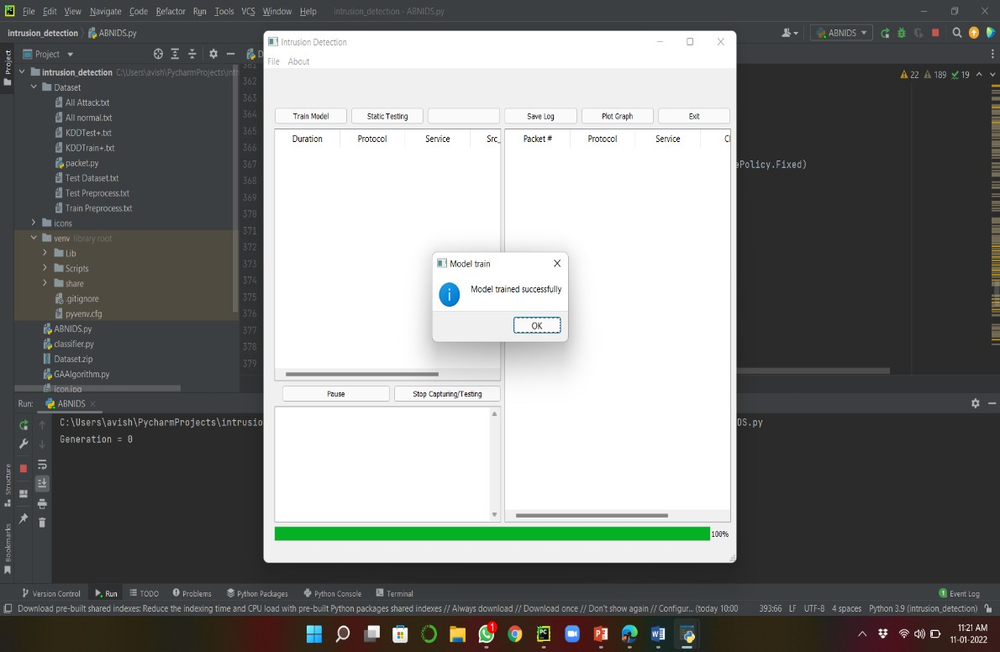 File Edit View Navigate Code Refactor Run Tools VCS Window Help intrusion_detection - ABNIDS.py
intrusion_detection ABNIDS.py
ABNIDS
Project
Project
intrusion_detection C:\Users\avish\PycharmProjects\int
Dataset
All Attack.txt
All normal.txt
KDDTest+.txt
KDDTrain+.txt
packet.py
Test Dataset.txt
Test Preprocess.txt
Train Preprocess.txt
icons
venv library root
Lib
Scripts
share
.gitignore
pyvenv.cfg
ABNIDS.py
classifier.py
Dataset.zip
GAAlgorithm.py
icon.jpg
361
362
363
364
365
366
367
368
369
370
371
372
373
374
375
376
377
378
379
22 189 19
ePolicy.Fixed)
Intrusion Detection
File About
Train Model Static Testing Save Log Plot Graph Exit
Duration Protocol Service Src_
Packet # Protocol Service
Model train
Model trained successfully
OK
Pause Stop Capturing/Testing
100%
Run: ABNIDS
C:\Users\avish\PycharmProjects\intrusio
DS.py
Generation = 0
Structure
Bookmarks
Version Control Run TODO Problems Python Packages Python Console Terminal
1 Event Log
Download pre-built shared indexes: Reduce the indexing time and CPU load with pre-built Python packages shared indexes // Always download // Download once // Don't show again // Configur... (today 10:00
393:66 LF UTF-8 4 spaces Python 3.9 (intrusion_detection)
1
11:21 AM
11-01-2022